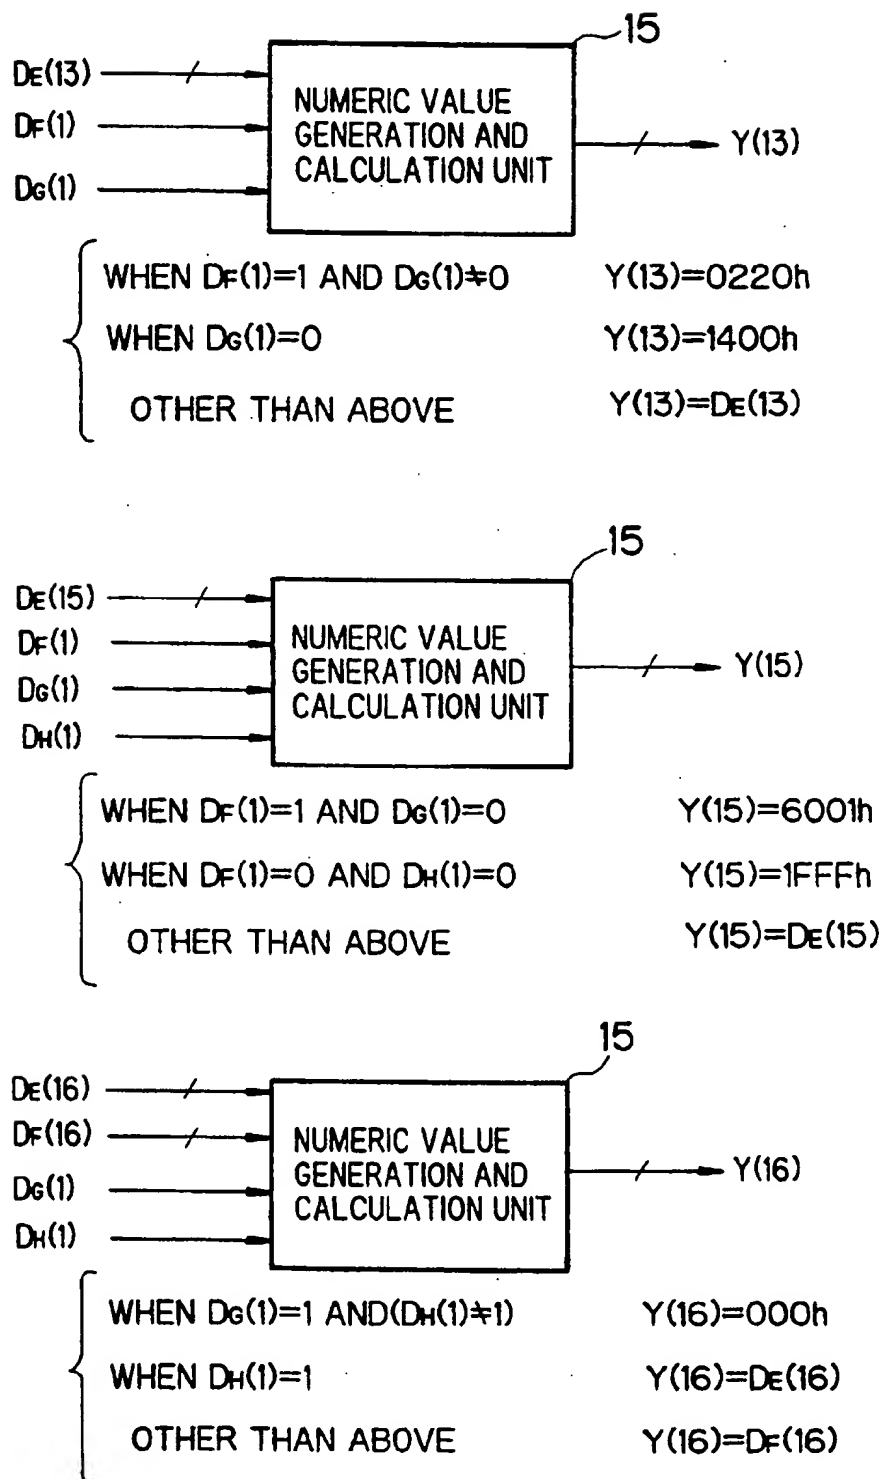 15
DE(13)
DF(1)
DG(1)
NUMERIC VALUE
GENERATION AND
CALCULATION UNIT
Y(13)
WHEN DF(1)=1 AND DG(1)≠0 Y(13)=0220h
WHEN DG(1)=0 Y(13)=1400h
OTHER THAN ABOVE Y(13)=DE(13)
15
DE(15)
DF(1)
DG(1)
DH(1)
NUMERIC VALUE
GENERATION AND
CALCULATION UNIT
Y(15)
WHEN DF(1)=1 AND DG(1)=0 Y(15)=6001h
WHEN DF(1)=0 AND DH(1)=0 Y(15)=1FFFh
OTHER THAN ABOVE Y(15)=DE(15)
15
DE(16)
DF(16)
DG(1)
DH(1)
NUMERIC VALUE
GENERATION AND
CALCULATION UNIT
Y(16)
WHEN DG(1)=1 AND(DH(1)≠1) Y(16)=000h
WHEN DH(1)=1 Y(16)=DE(16)
OTHER THAN ABOVE Y(16)=DF(16)